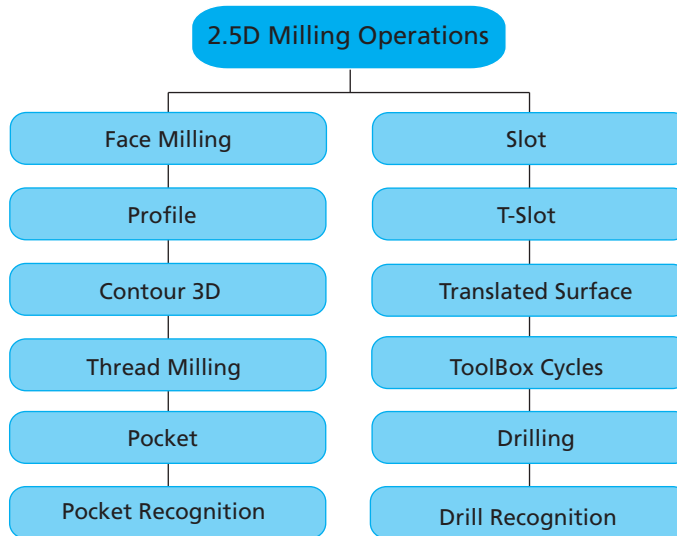 2.5D Milling Operations
Face Milling
Profile
Contour 3D
Thread Milling
Pocket
Pocket Recognition
Slot
T-Slot
Translated Surface
ToolBox Cycles
Drilling
Drill Recognition